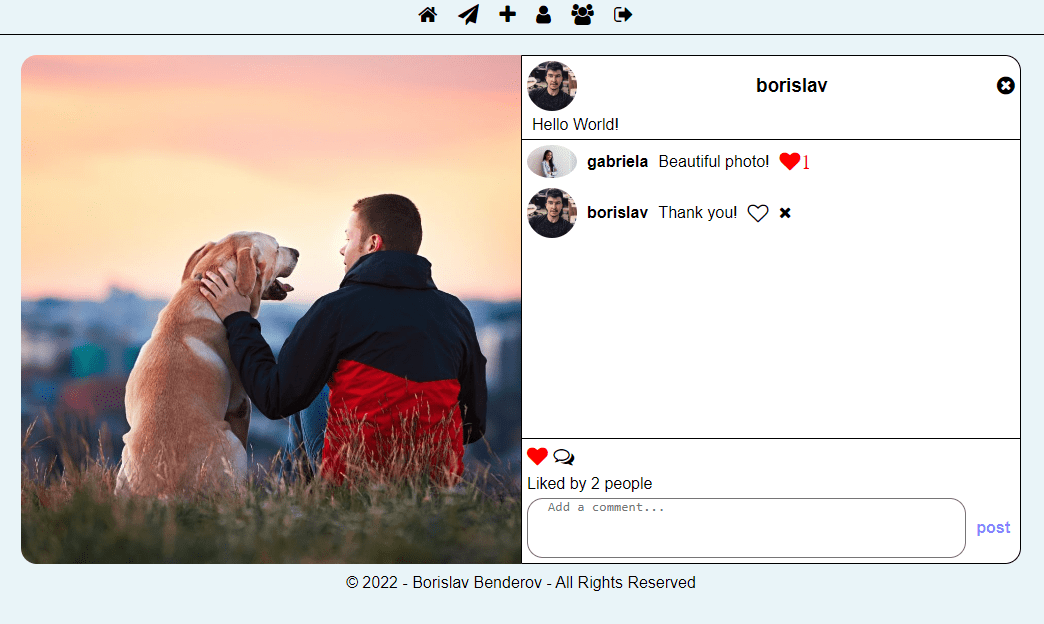 borislav
Hello World!
gabriela Beautiful photo! 1
borislav Thank you!
Liked by 2 people
Add a comment...
post
© 2022 - Borislav Benderov - All Rights Reserved